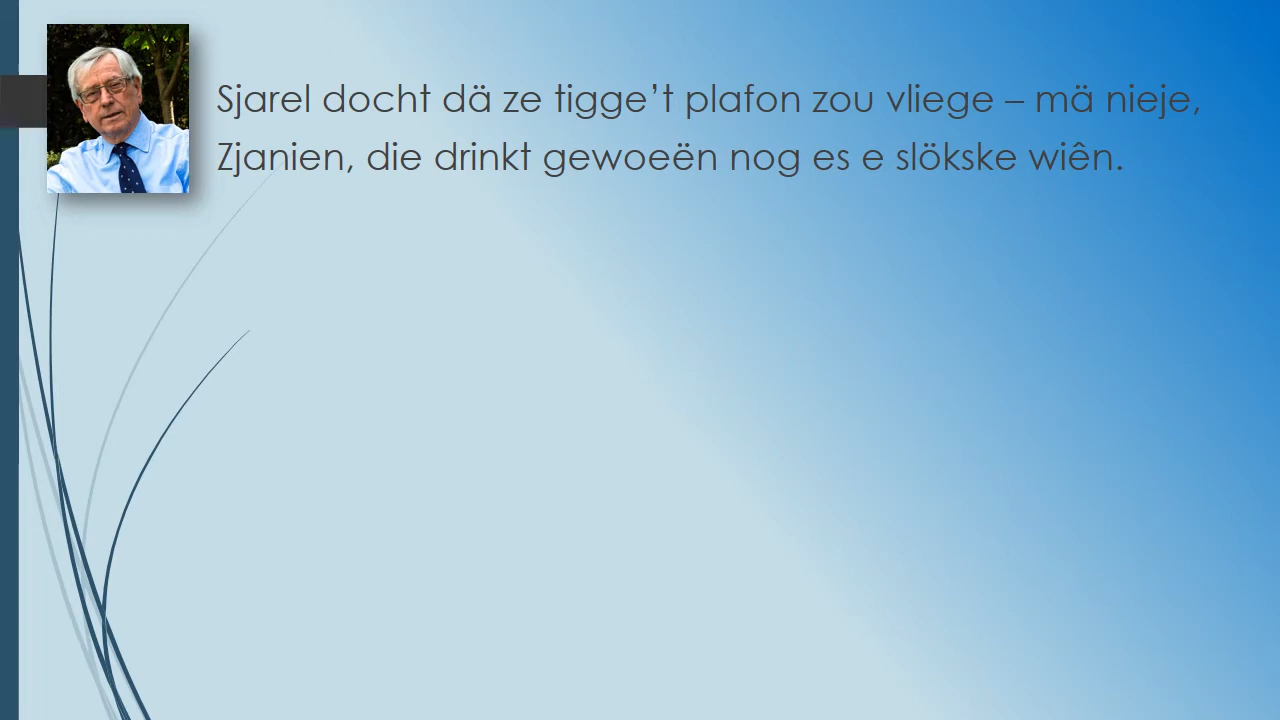 Sjarel docht dä ze tigge’t plafon zou vliege – mä nieje,
Zjanien, die drinkt gewoeën nog es e slökske wiên.